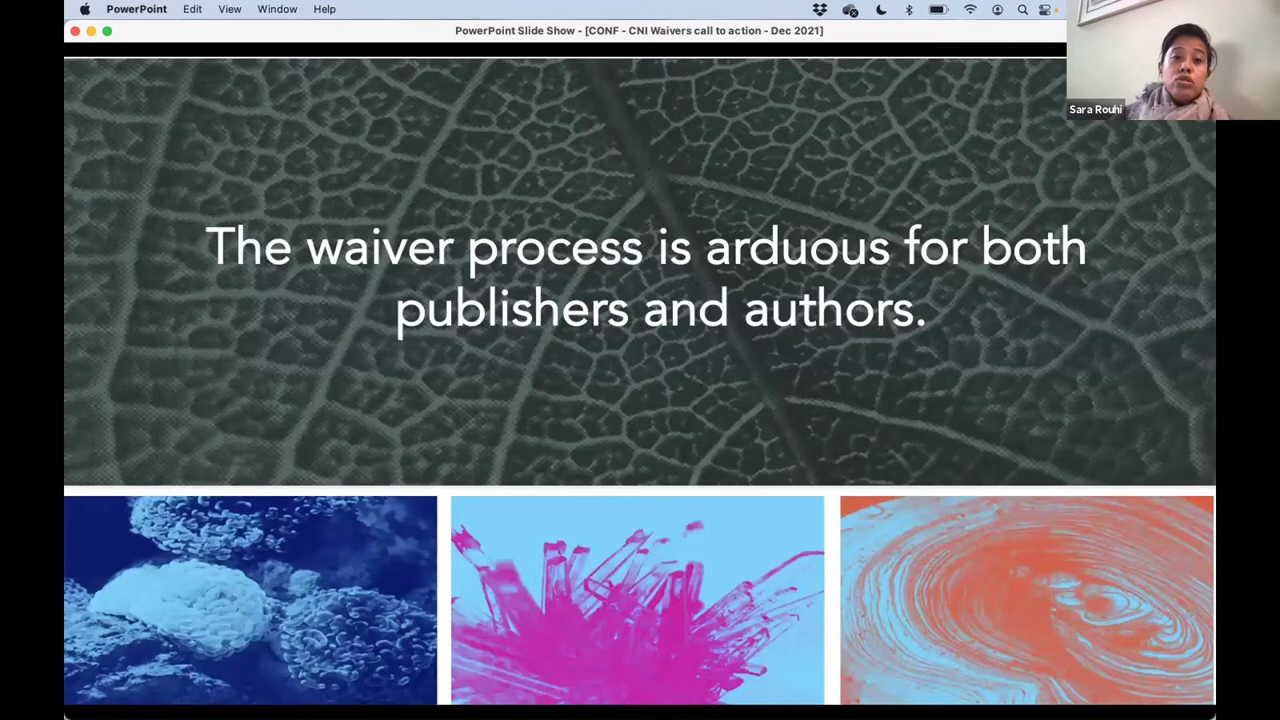 PowerPoint Edit View Window Help
PowerPoint Slide Show - [CONF - CNI Waivers call to action - Dec 2021]
Sara Rouhi
The waiver process is arduous for both
publishers and authors.